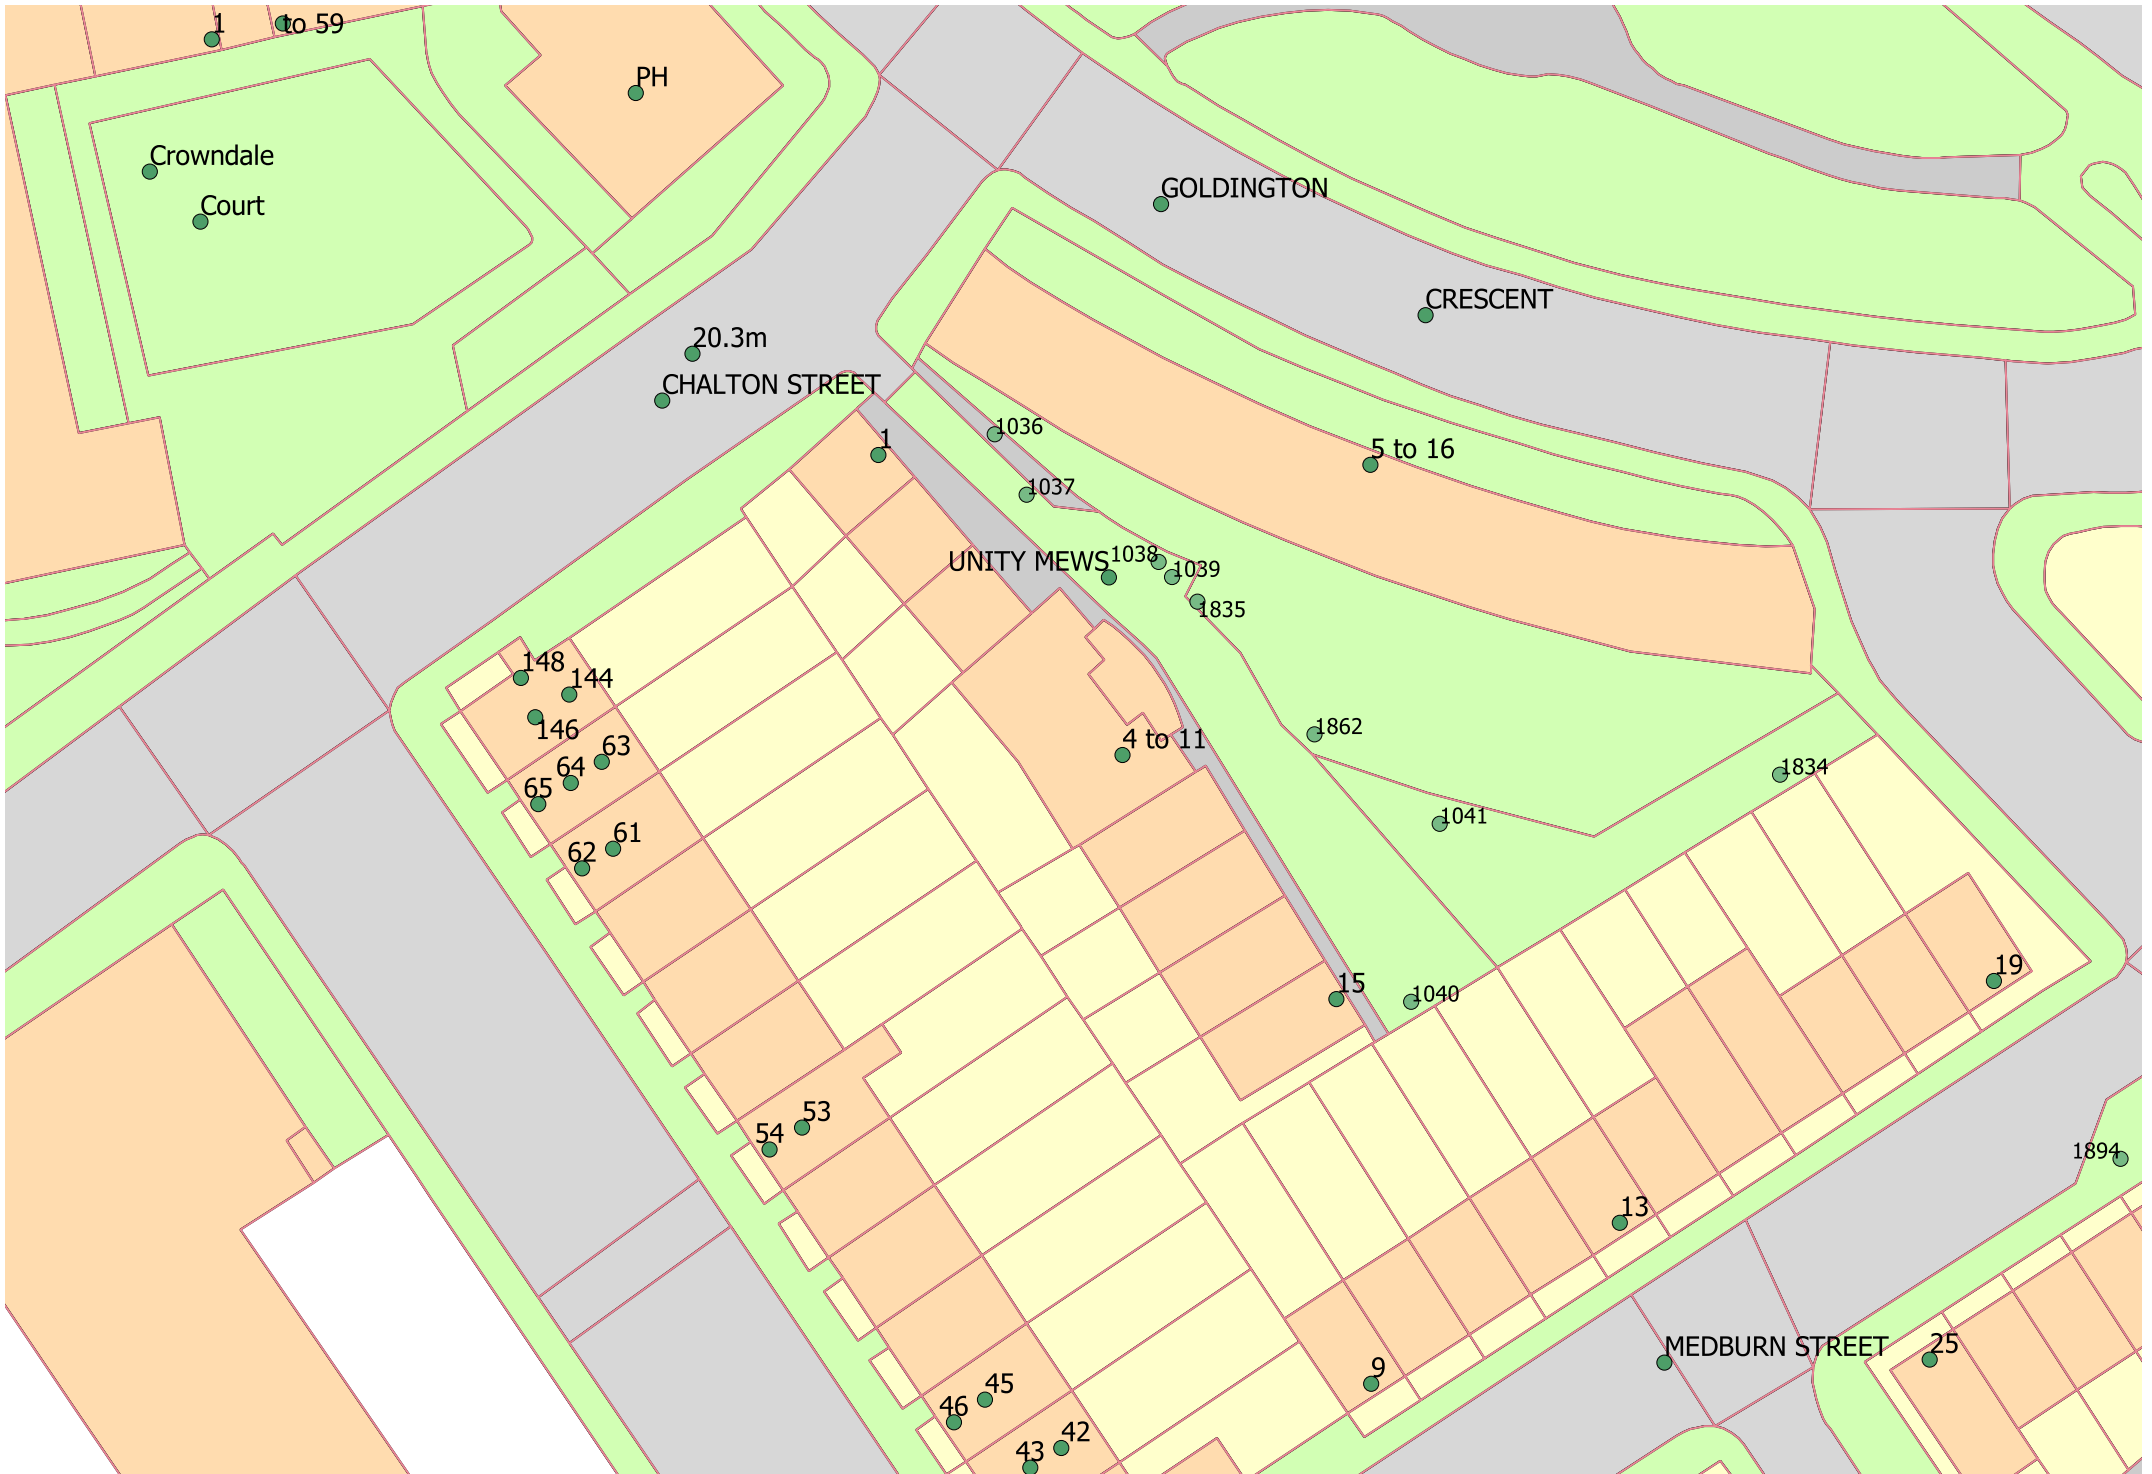 1
to 59
PH
Crowndale
Court
GOLDINGTON
CRESCENT
20.3m
CHALTON STREET
1
1036
1037
5 to 16
UNITY MEWS
1038
1039
1835
148
144
146
63
64
65
61
62
4 to 11
1862
1834
1041
15
1040
19
53
54
1894
13
MEDBURN STREET
25
9
45
46
42
43